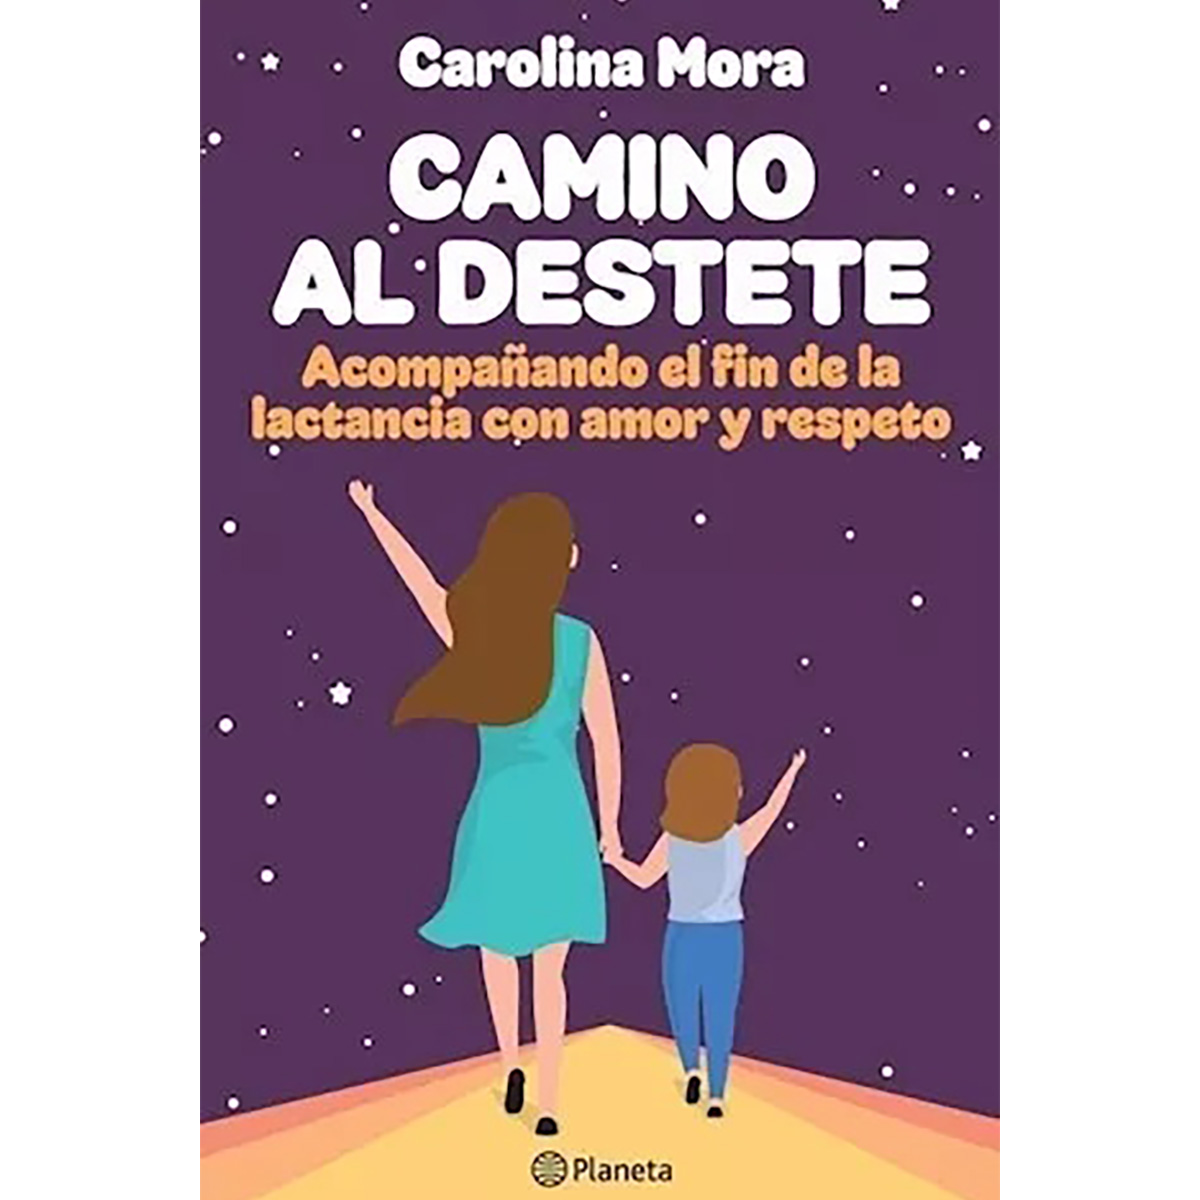 Carolina Mora
CAMINO
AL DESTETE
Acompañando el fin de la
lactancia con amor y respeto
Planeta